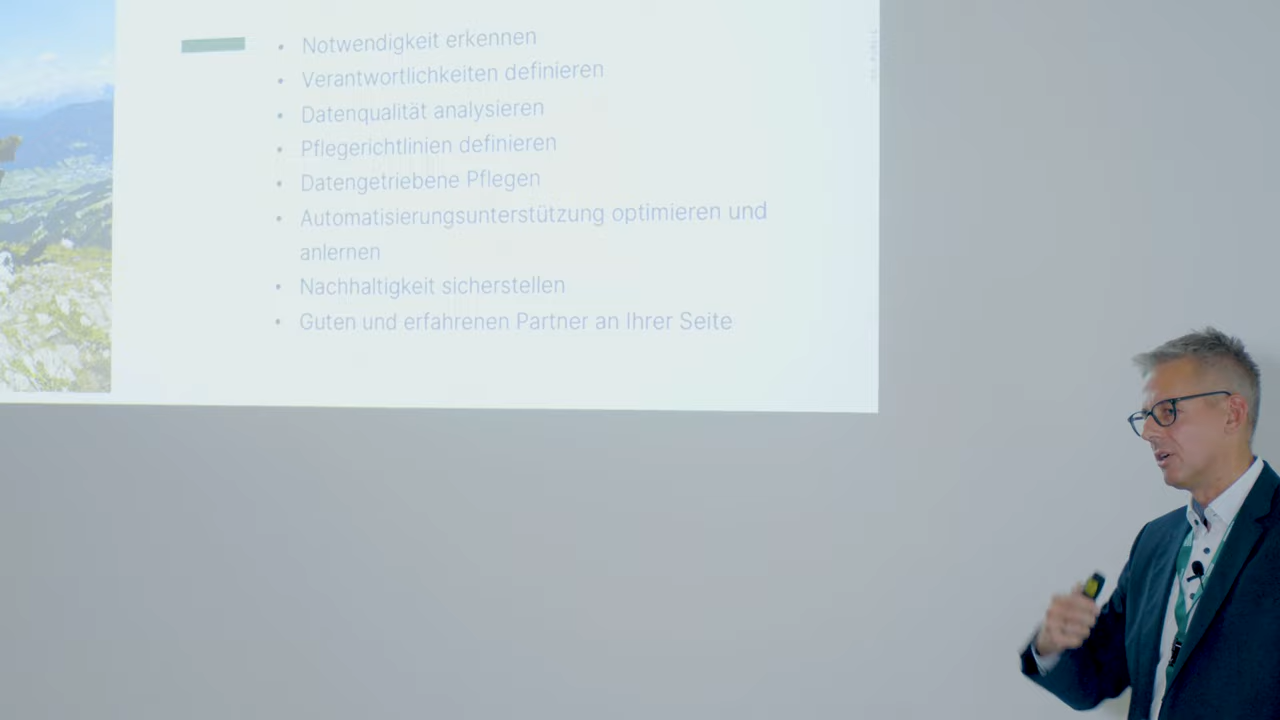 • Notwendigkeit erkennen
• Verantwortlichkeiten definieren
• Datenqualität analysieren
• Pflegerichtlinien definieren
• Datengetriebene Pflegen
• Automatisierungsunterstützung optimieren und
anlernen
• Nachhaltigkeit sicherstellen
• Guten und erfahrenen Partner an Ihrer Seite